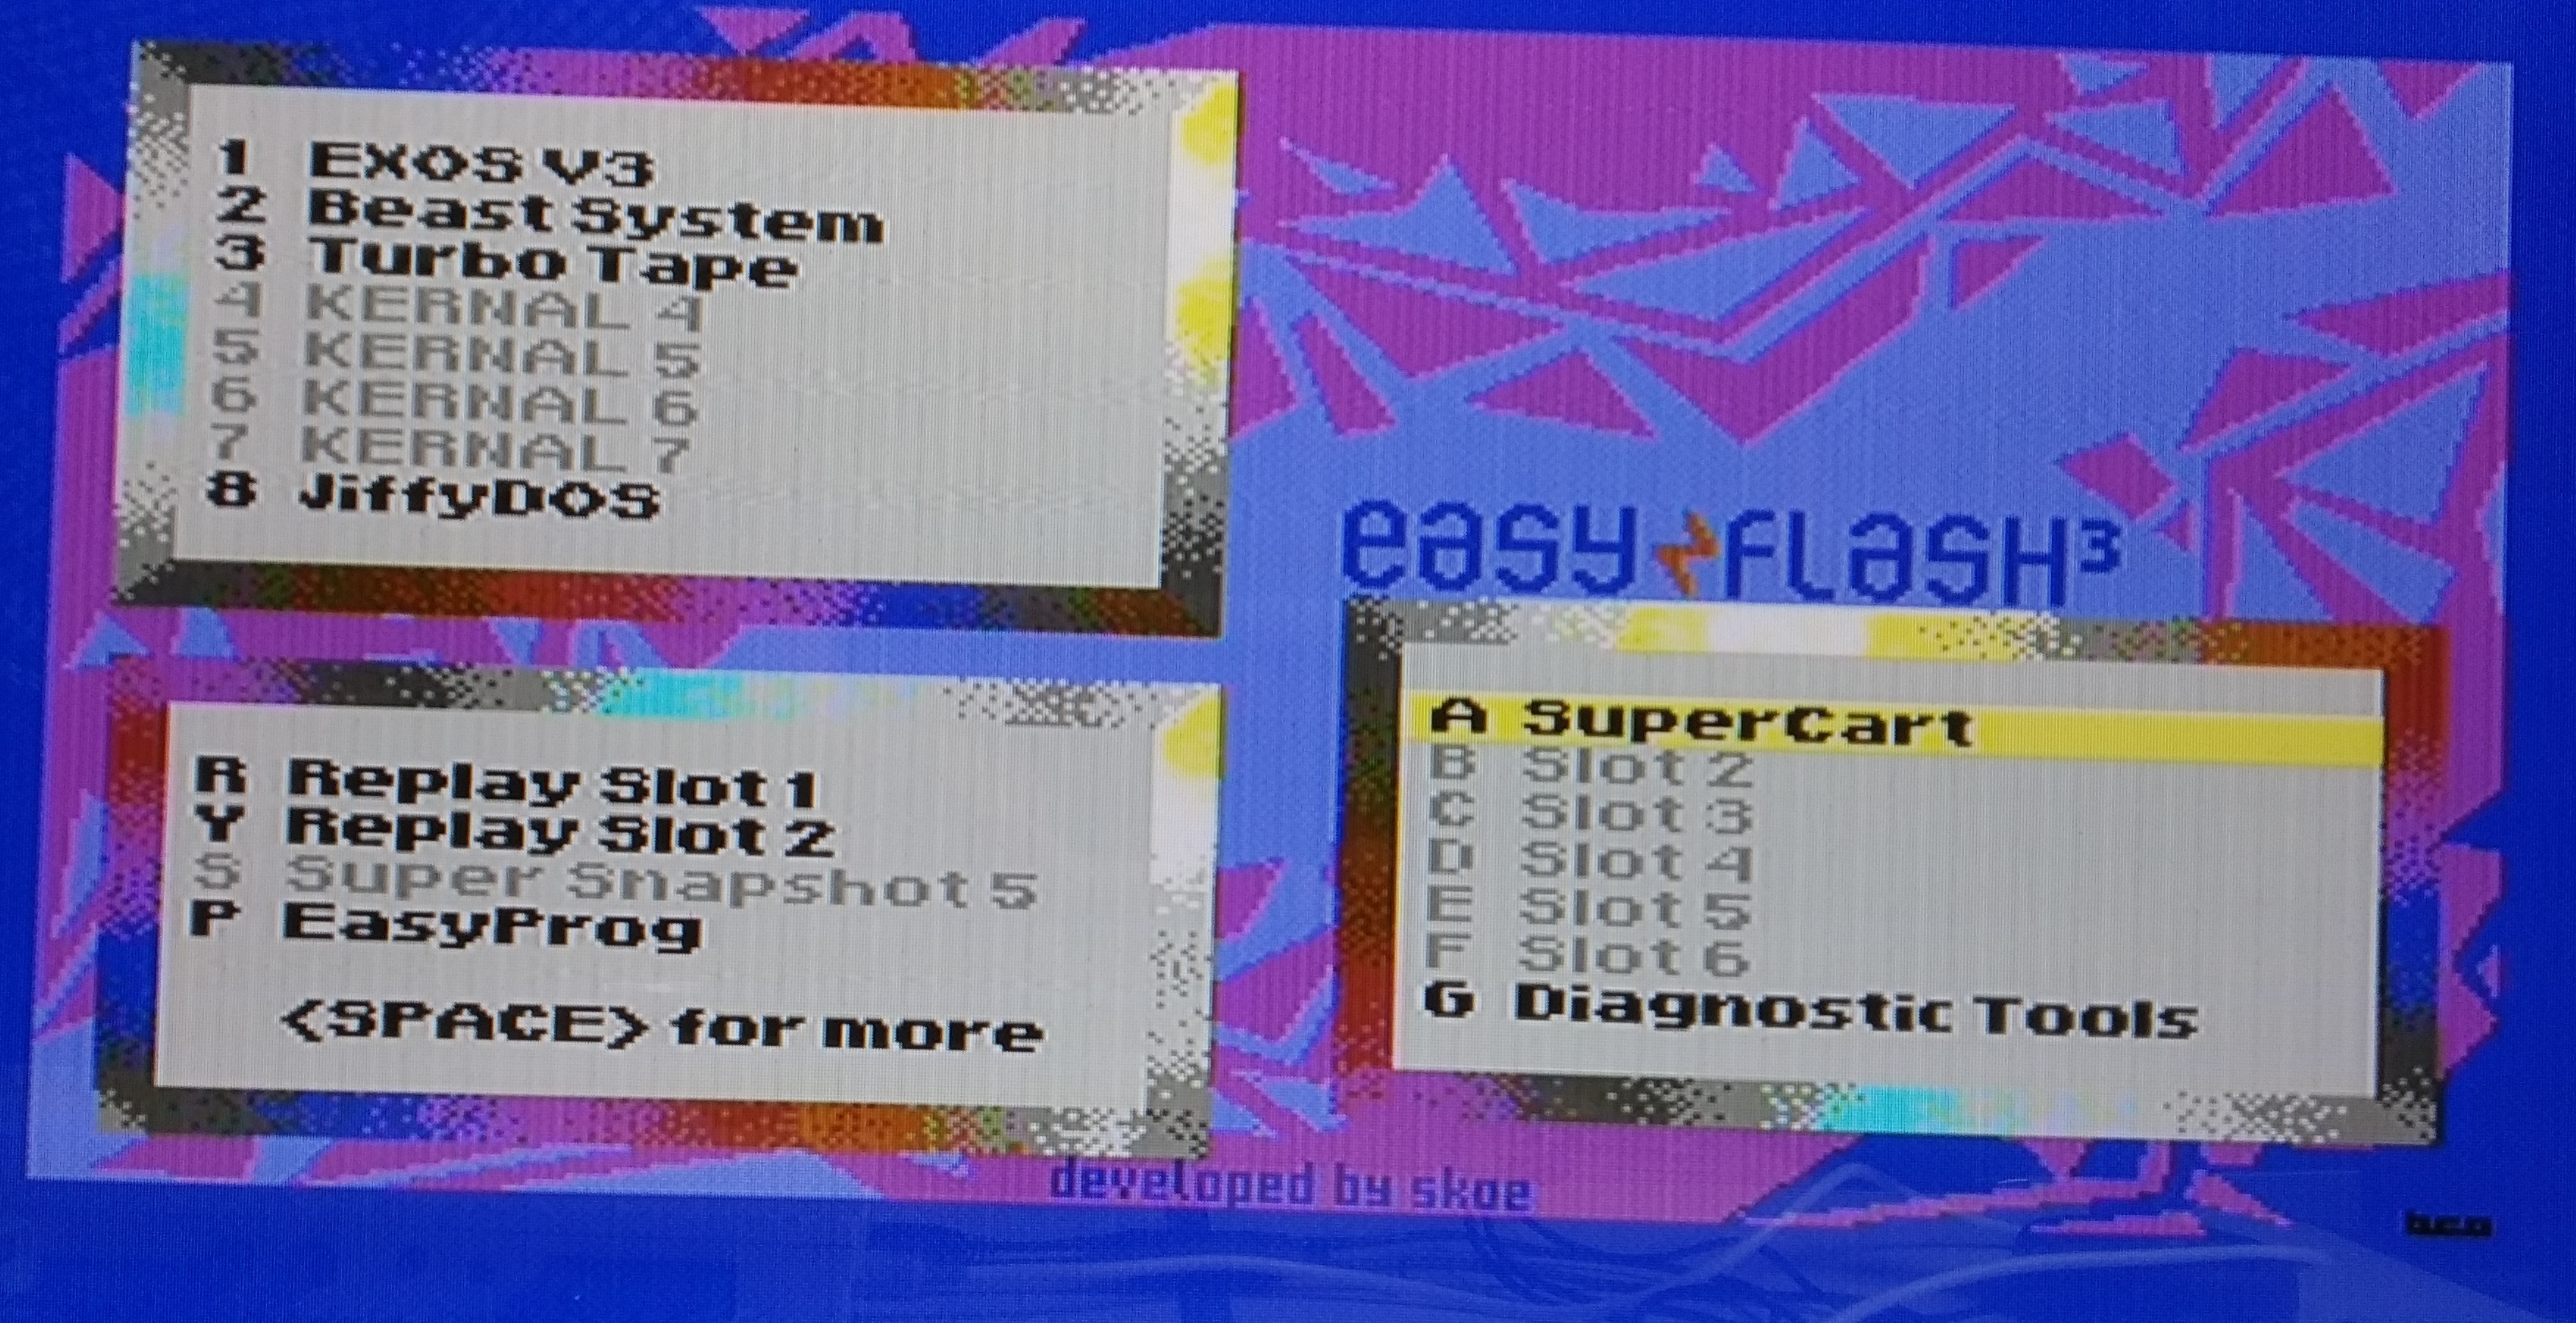 1 EXOS V3
2 Beast System
3 Turbo Tape
4 KERNAL 4
5 KERNAL 5
6 KERNAL 6
7 KERNAL 7
8 JiffyDOS
easy FLaSH³
R Replay Slot 1
Y Replay Slot 2
S Super Snapshot 5
P EasyProg
<SPACE> for more
A SuperCart
B Slot 2
C Slot 3
D Slot 4
E Slot 5
F Slot 6
G Diagnostic Tools
developed by skoe